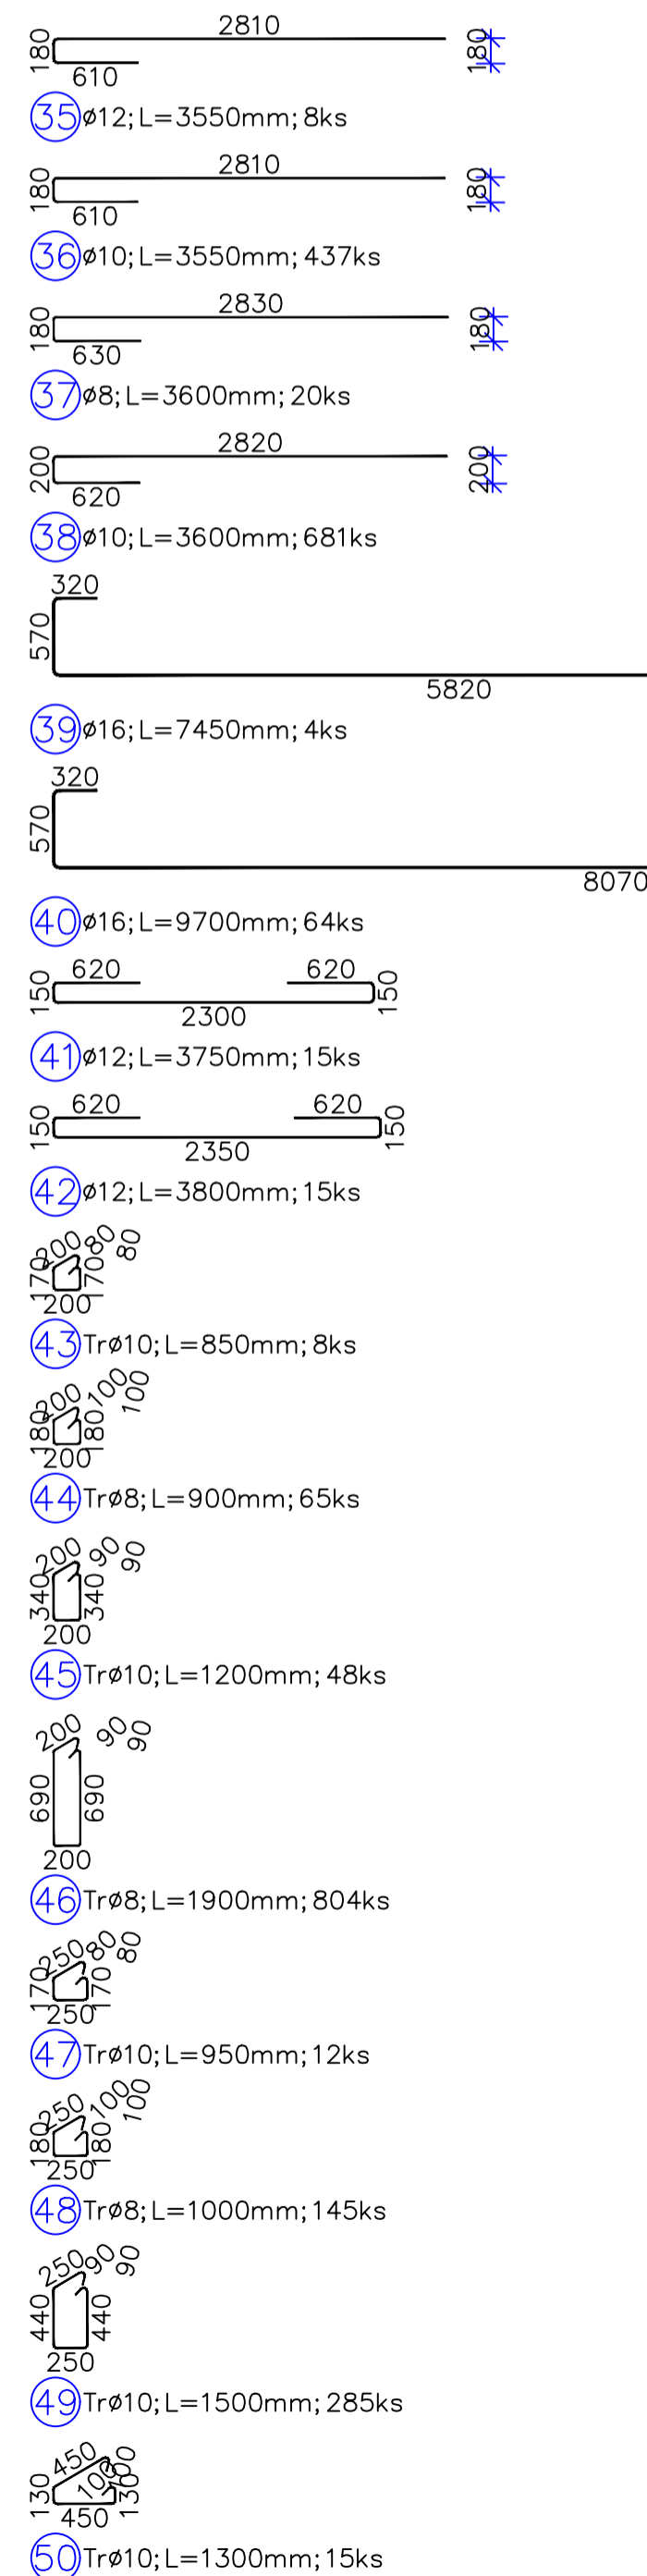 2810
180
180
610
35 ø12; L=3550mm; 8ks
2810
180
180
610
36 ø10; L=3550mm; 437ks
2830
180
180
630
37 ø8; L=3600mm; 20ks
2820
200
200
620
38 ø10; L=3600mm; 681ks
320
570
5820
39 ø16; L=7450mm; 4ks
320
570
8070
40 ø16; L=9700mm; 64ks
620 620
150 150
2300
41 ø12; L=3750mm; 15ks
620 620
150 150
2350
42 ø12; L=3800mm; 15ks
200 80 80
170 170
200
43 Trø10; L=850mm; 8ks
200 100 100
180 180
200
44 Trø8; L=900mm; 65ks
200 90 90
340 340
200
45 Trø10; L=1200mm; 48ks
200 90 90
690 690
200
46 Trø8; L=1900mm; 804ks
250 80 80
170 170
250
47 Trø10; L=950mm; 12ks
250 100 100
180 180
250
48 Trø8; L=1000mm; 145ks
250 90 90
440 440
250
49 Trø10; L=1500mm; 285ks
450 100 100
130 130
450
50 Trø10; L=1300mm; 15ks